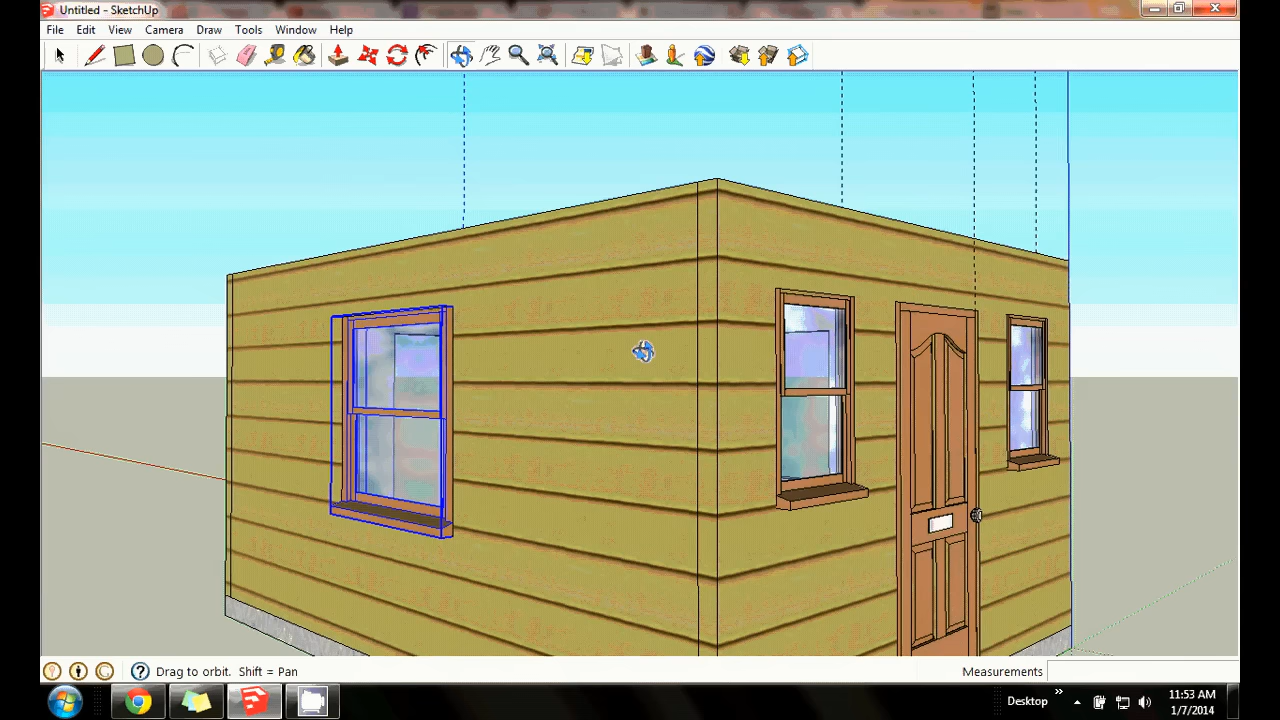 Untitled - SketchUp
File Edit View Camera Draw Tools Window Help
Drag to orbit. Shift = Pan
Measurements
Desktop
11:53 AM
1/7/2014